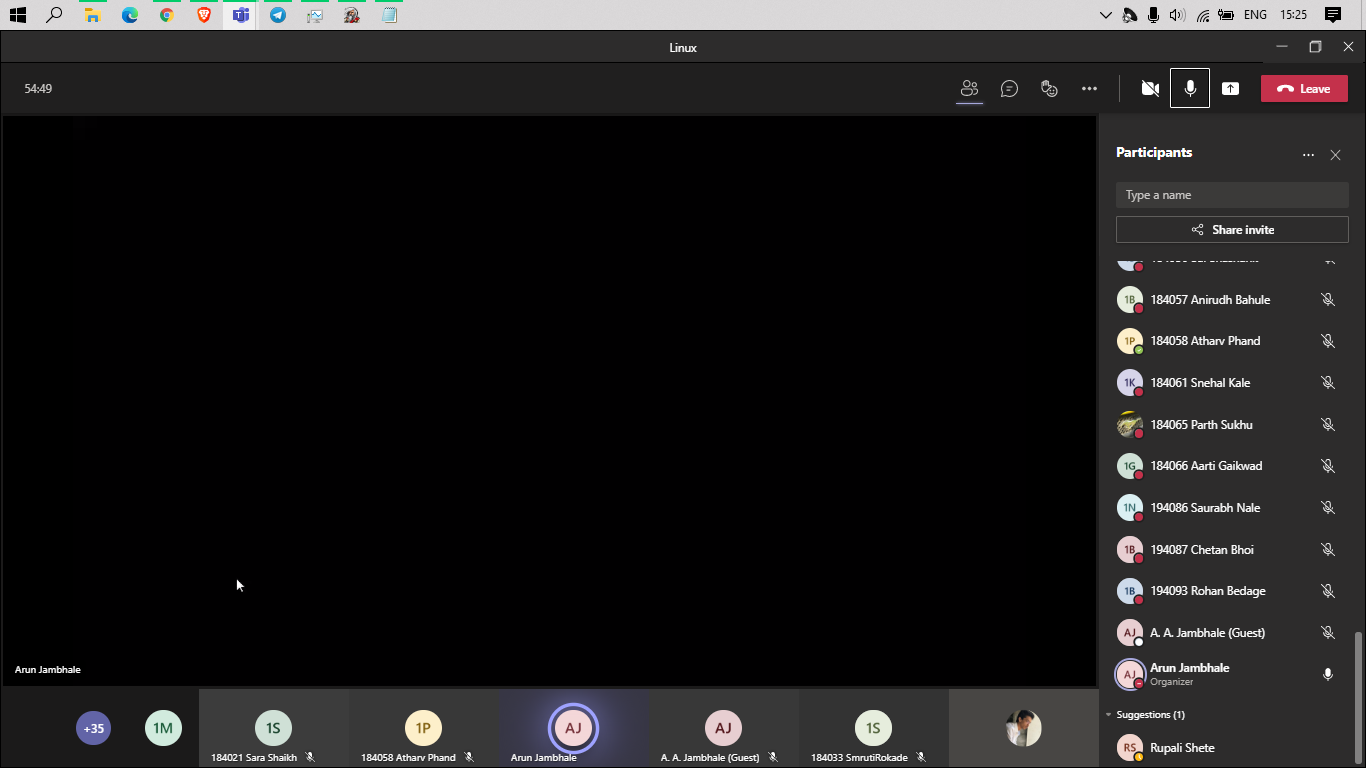 ENG
15:25
Linux
54:49
Leave
Participants
Type a name
Share invite
1B 184057 Anirudh Bahule
1P 184058 Atharv Phand
1K 184061 Snehal Kale
184065 Parth Sukhu
1G 184066 Aarti Gaikwad
1N 194086 Saurabh Nale
1B 194087 Chetan Bhoi
1B 194093 Rohan Bedage
AJ A. A. Jambhale (Guest)
AJ Arun Jambhale
Organizer
Suggestions (1)
RS Rupali Shete
Arun Jambhale
+35
1M
1S
184021 Sara Shaikh
1P
184058 Atharv Phand
AJ
Arun Jambhale
AJ
A. A. Jambhale (Guest)
1S
184033 SmrutiRokade